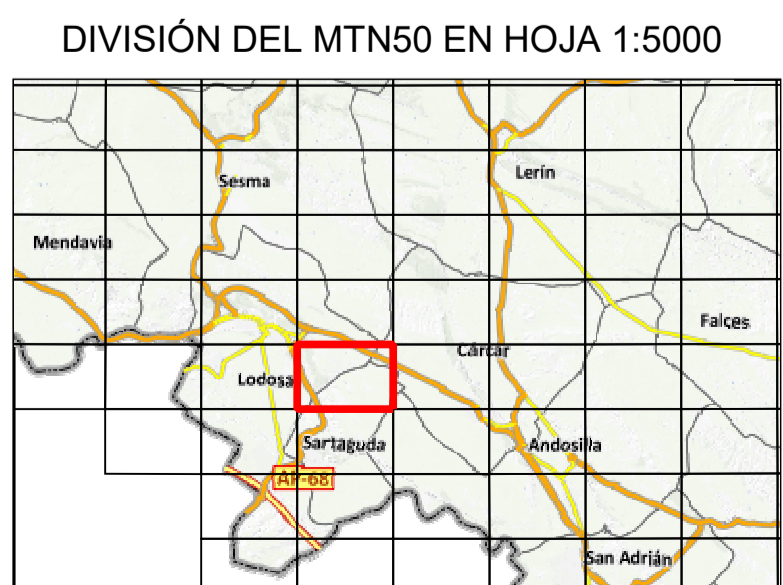 DIVISIÓN DEL MTN50 EN HOJA 1:5000
Lerín
Sesma
Mendavia
Falces
Cárcar
Lodosa
Sartaguda
Andosilla
AP-68
San Adrián